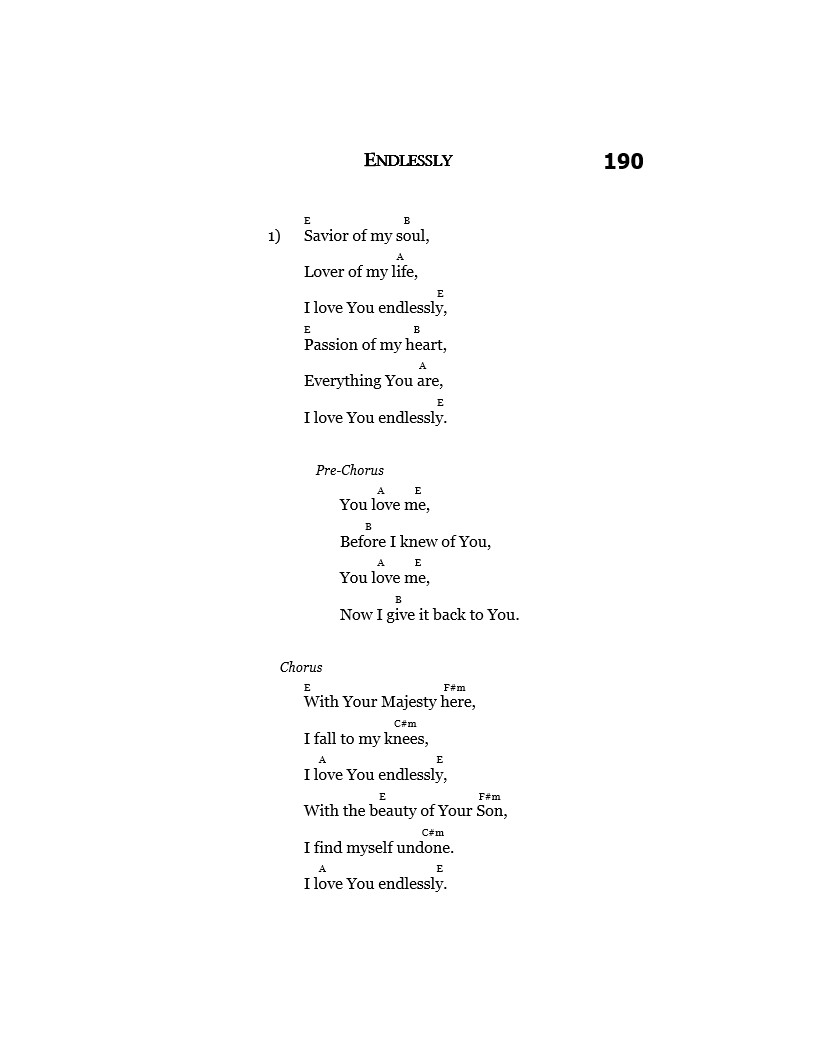 ENDLESSLY 190
E B
1) Savior of my soul,
A
Lover of my life,
E
I love You endlessly,
E B
Passion of my heart,
A
Everything You are,
E
I love You endlessly.
Pre-Chorus
A E
You love me,
B
Before I knew of You,
A E
You love me,
B
Now I give it back to You.
Chorus
E F#m
With Your Majesty here,
C#m
I fall to my knees,
A E
I love You endlessly,
E F#m
With the beauty of Your Son,
C#m
I find myself undone.
A E
I love You endlessly.